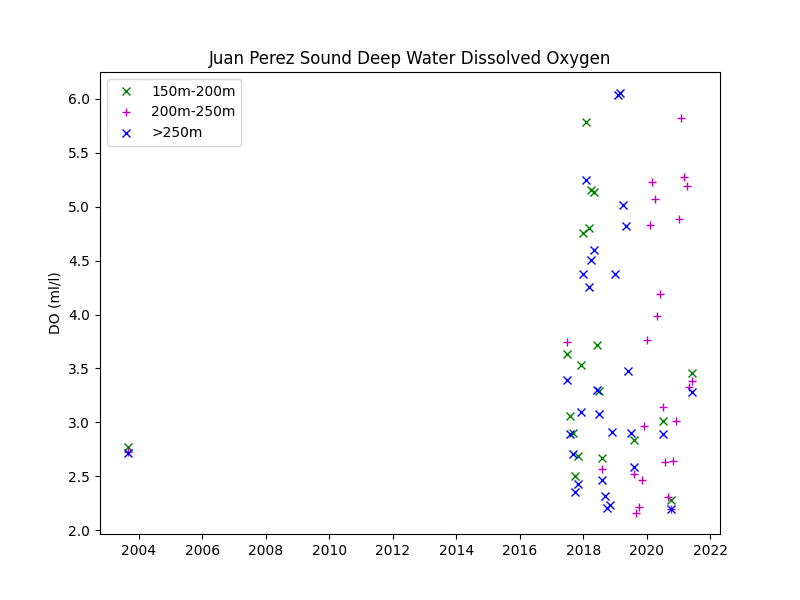 Juan Perez Sound Deep Water Dissolved Oxygen
150m-200m
200m-250m
>250m
DO (ml/l)
6.0
5.5
5.0
4.5
4.0
3.5
3.0
2.5
2.0
2004 2006 2008 2010 2012 2014 2016 2018 2020 2022